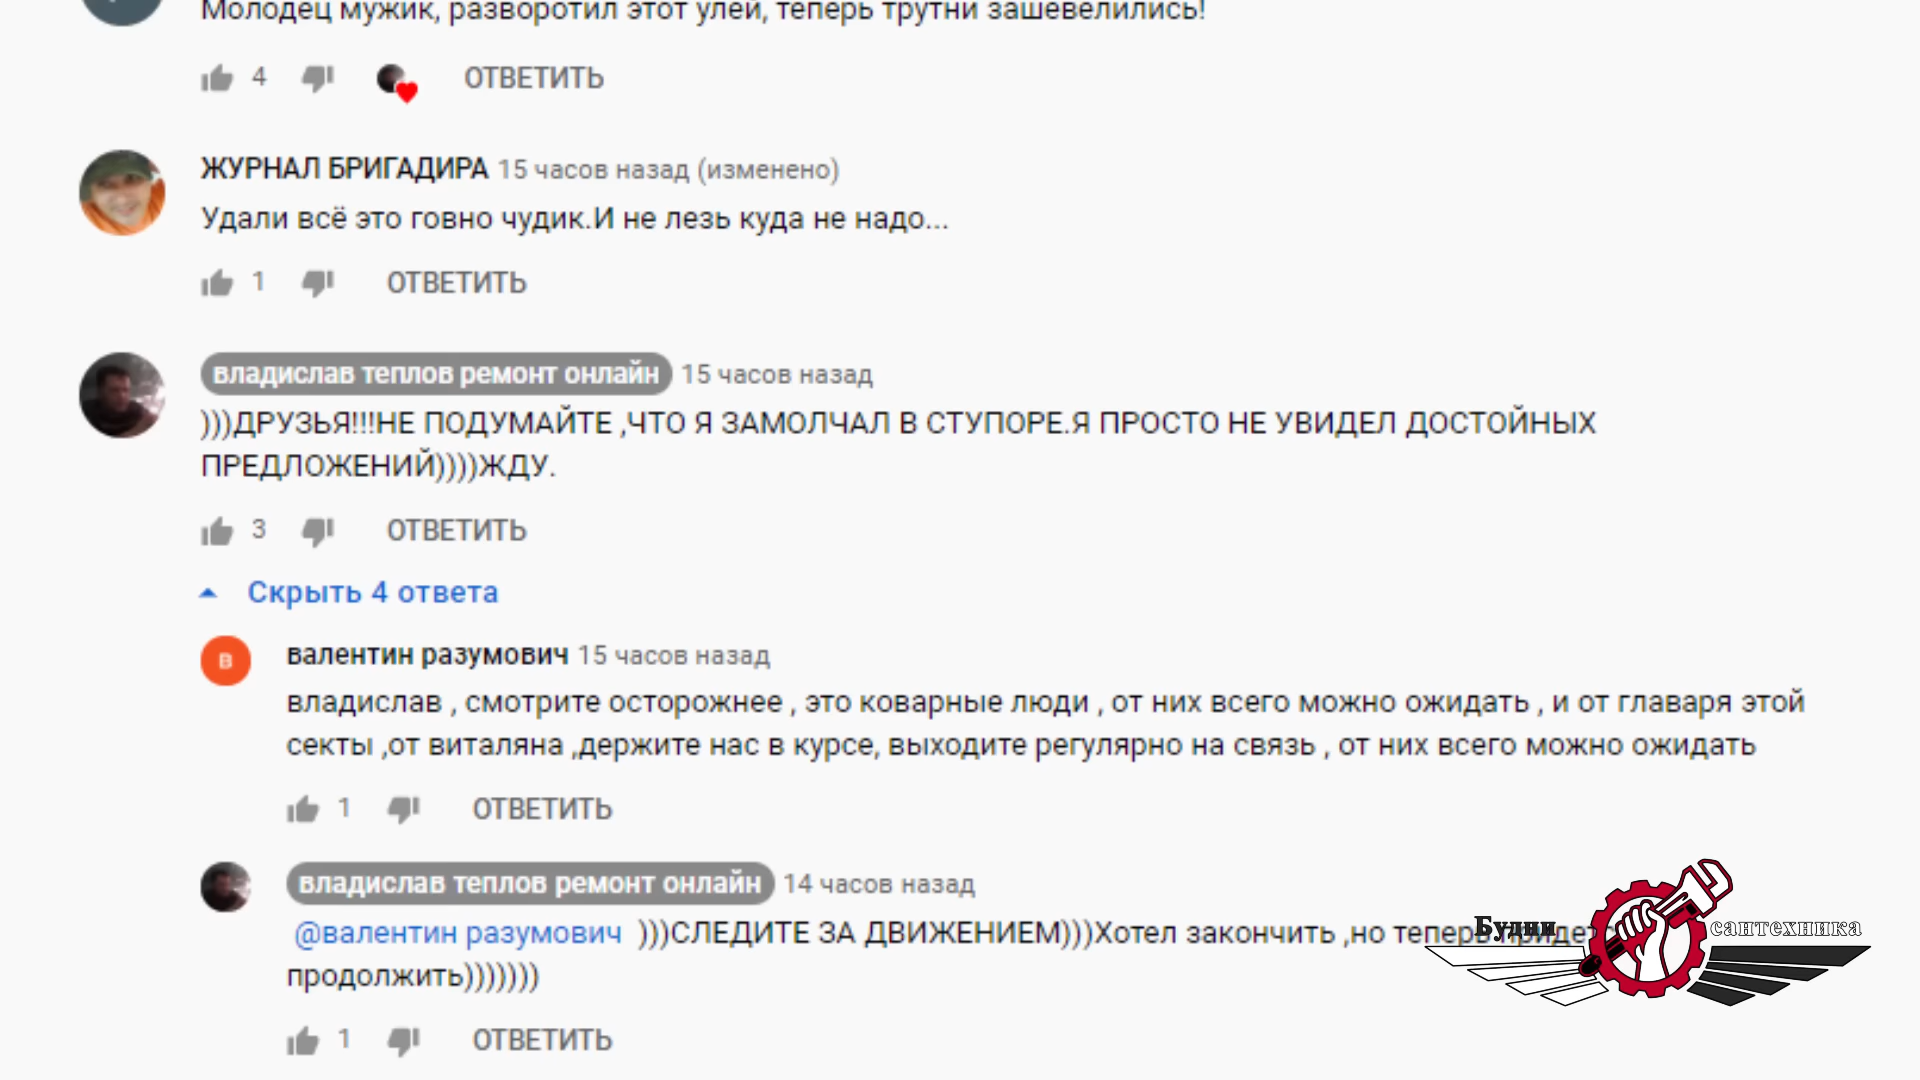 Молодец мужик, разворотил этот улей, теперь трутни зашевелились!
4 ОТВЕТИТЬ
ЖУРНАЛ БРИГАДИРА 15 часов назад (изменено)
Удали всё это говно чудик.И не лезь куда не надо...
1 ОТВЕТИТЬ
владислав теплов ремонт онлайн 15 часов назад
)))ДРУЗЬЯ!!!НЕ ПОДУМАЙТЕ ,ЧТО Я ЗАМОЛЧАЛ В СТУПОРЕ.Я ПРОСТО НЕ УВИДЕЛ ДОСТОЙНЫХ
ПРЕДЛОЖЕНИЙ))))ЖДУ.
3 ОТВЕТИТЬ
Скрыть 4 ответа
в
валентин разумович 15 часов назад
владислав , смотрите осторожнее , это коварные люди , от них всего можно ожидать , и от главаря этой
секты ,от виталяна ,держите нас в курсе, выходите регулярно на связь , от них всего можно ожидать
1 ОТВЕТИТЬ
владислав теплов ремонт онлайн 14 часов назад
@валентин разумович )))СЛЕДИТЕ ЗА ДВИЖЕНИЕМ)))Хотел закончить ,но теперь
продолжить)))))))
1 ОТВЕТИТЬ
Будни сантехника